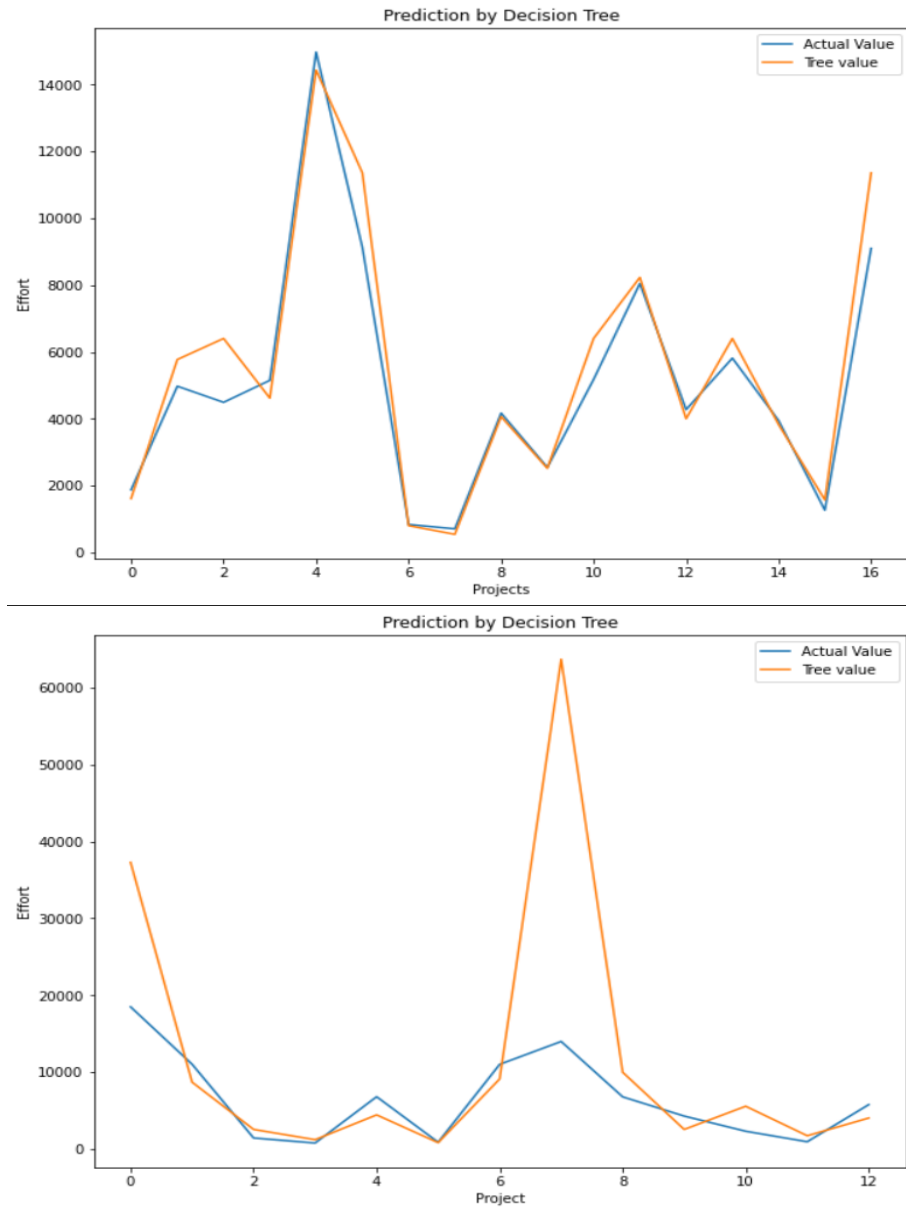 Prediction by Decision Tree
Actual Value
Tree value
14000
12000
10000
8000
6000
4000
2000
0
Effort
0 2 4 6 8 10 12 14 16
Projects
Prediction by Decision Tree
Actual Value
Tree value
60000
50000
40000
30000
20000
10000
0
Effort
0 2 4 6 8 10 12
Project